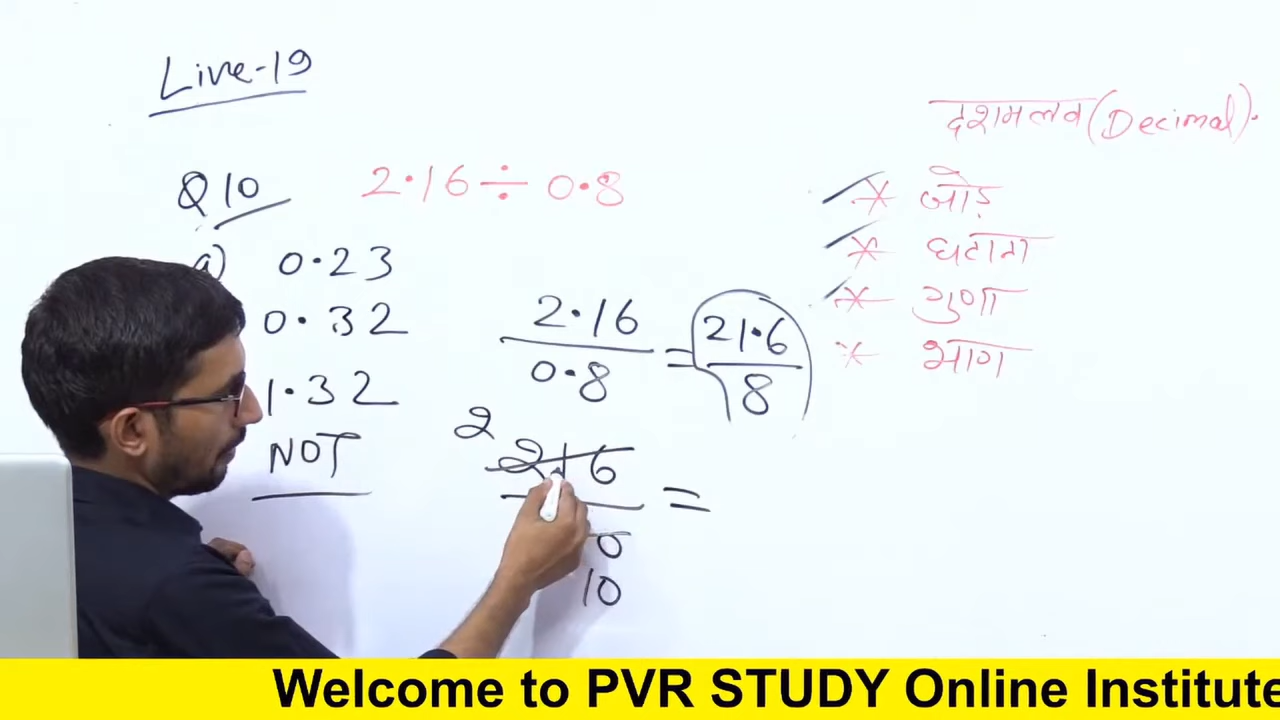 Live-19
दशमलव (Decimal).
Q10 2.16 ÷ 0.8
a) 0.23
0.32
1.32
NOT
2.16
0.8
=
21.6
8
2
216
0
10
=
* जोड़
* घटाना
* गुणा
* भाग
Welcome to PVR STUDY Online Institute